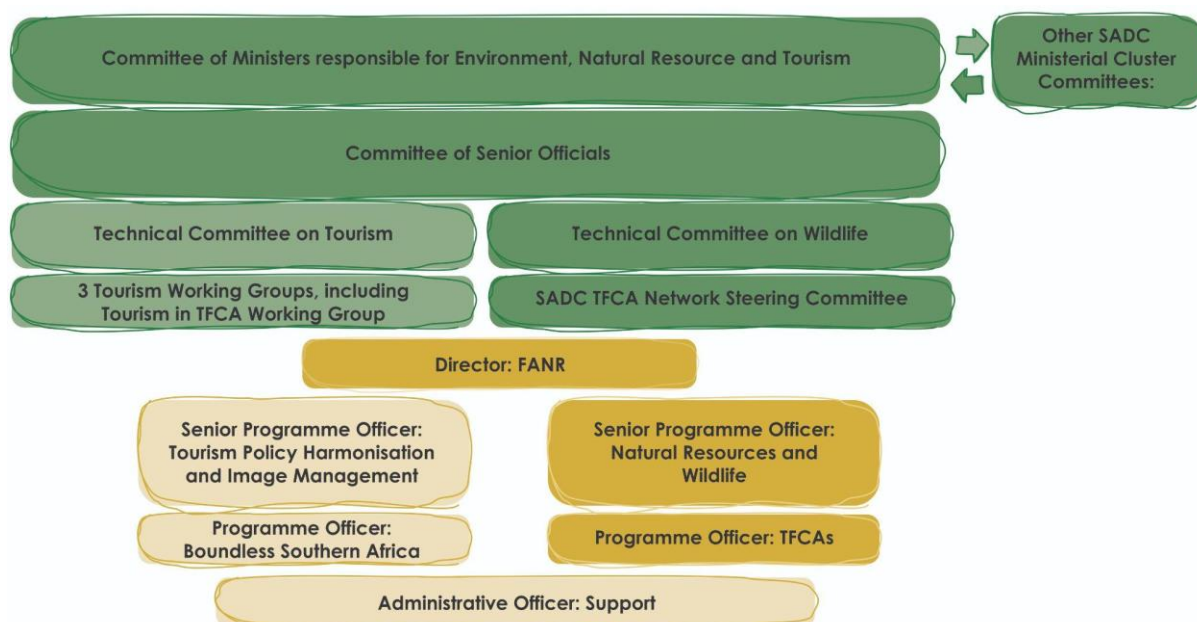 Committee of Ministers responsible for Environment, Natural Resource and Tourism
Other SADC
Ministerial Cluster
Committees:
Committee of Senior Officials
Technical Committee on Tourism
Technical Committee on Wildlife
3 Tourism Working Groups, including
Tourism in TFCA Working Group
SADC TFCA Network Steering Committee
Director: FANR
Senior Programme Officer:
Tourism Policy Harmonisation
and Image Management
Senior Programme Officer:
Natural Resources and
Wildlife
Programme Officer:
Boundless Southern Africa
Programme Officer: TFCAs
Administrative Officer: Support